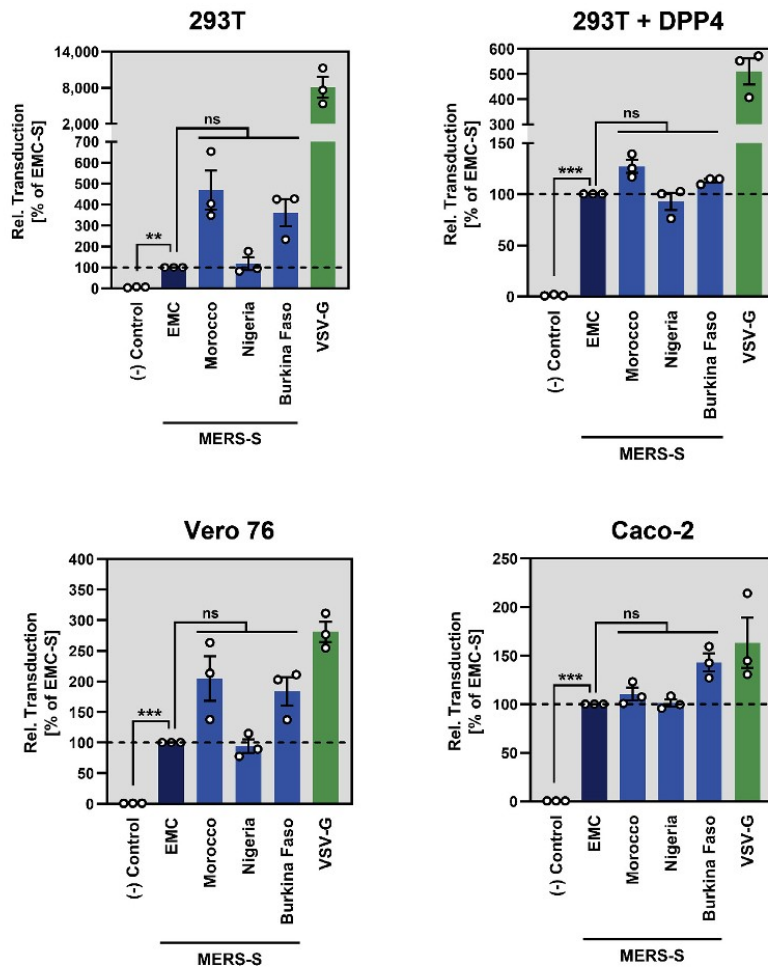 293T
Rel. Transduction
[% of EMC-S]
14,000
8,000
2,000
700
600
500
400
300
200
100
0
ns
**
(-) Control
EMC
Morocco
Nigeria
Burkina Faso
VSV-G
MERS-S
293T + DPP4
Rel. Transduction
[% of EMC-S]
600
500
400
300
150
100
50
0
ns
***
(-) Control
EMC
Morocco
Nigeria
Burkina Faso
VSV-G
MERS-S
Vero 76
Rel. Transduction
[% of EMC-S]
400
350
300
250
200
150
100
50
0
ns
***
(-) Control
EMC
Morocco
Nigeria
Burkina Faso
VSV-G
MERS-S
Caco-2
Rel. Transduction
[% of EMC-S]
250
200
150
100
50
0
ns
***
(-) Control
EMC
Morocco
Nigeria
Burkina Faso
VSV-G
MERS-S